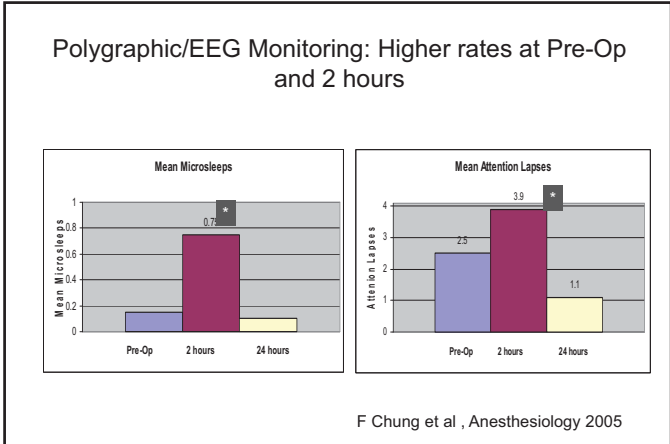 Polygraphic/EEG Monitoring: Higher rates at Pre-Op
and 2 hours
Mean Microsleeps
Mean Microsleeps
1
0.8
0.6
0.4
0.2
0
0.75
*
Pre-Op 2 hours 24 hours
Mean Attention Lapses
Attenion Lapses
4
3
2
1
0
2.5
3.9
*
1.1
Pre-Op 2 hours 24 hours
F Chung et al , Anesthesiology 2005